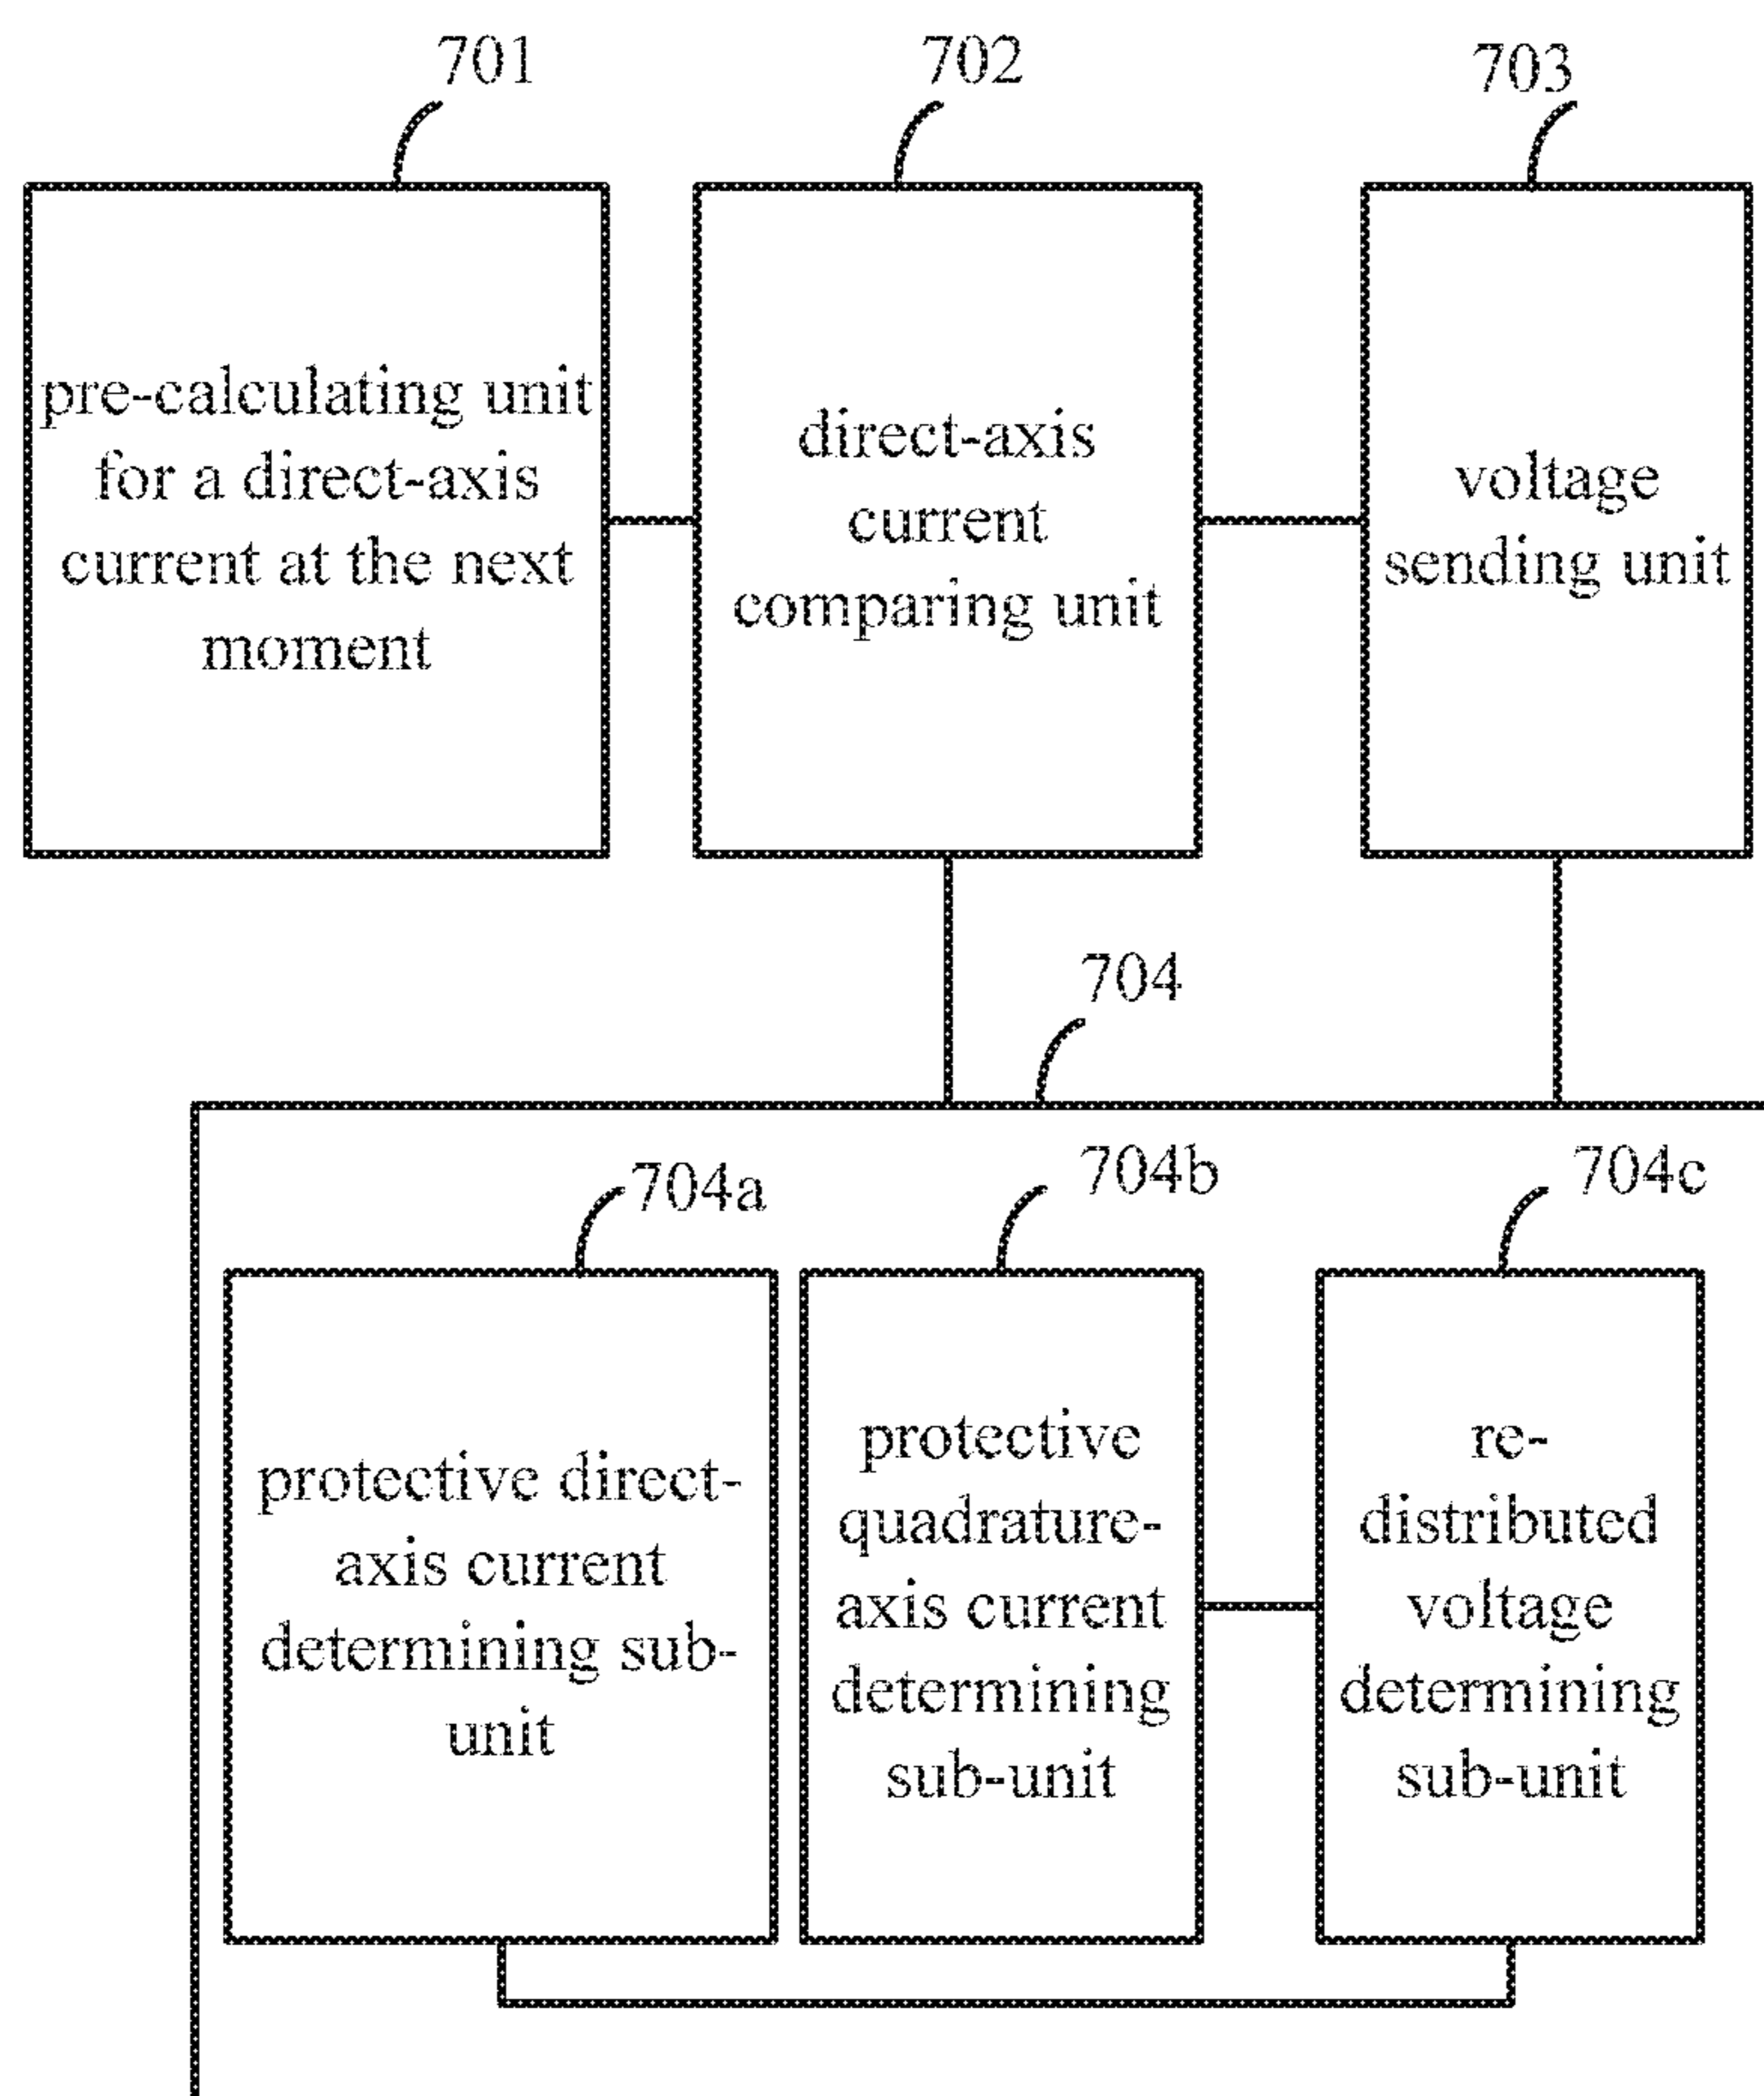 701
702
703
pre-calculating unit
for a direct-axis
current at the next
moment
direct-axis
current
comparing unit
voltage
sending unit
704
704a
704b
704c
protective direct-
axis current
determining sub-
unit
protective
quadrature-
axis current
determining
sub-unit
re-
distributed
voltage
determining
sub-unit